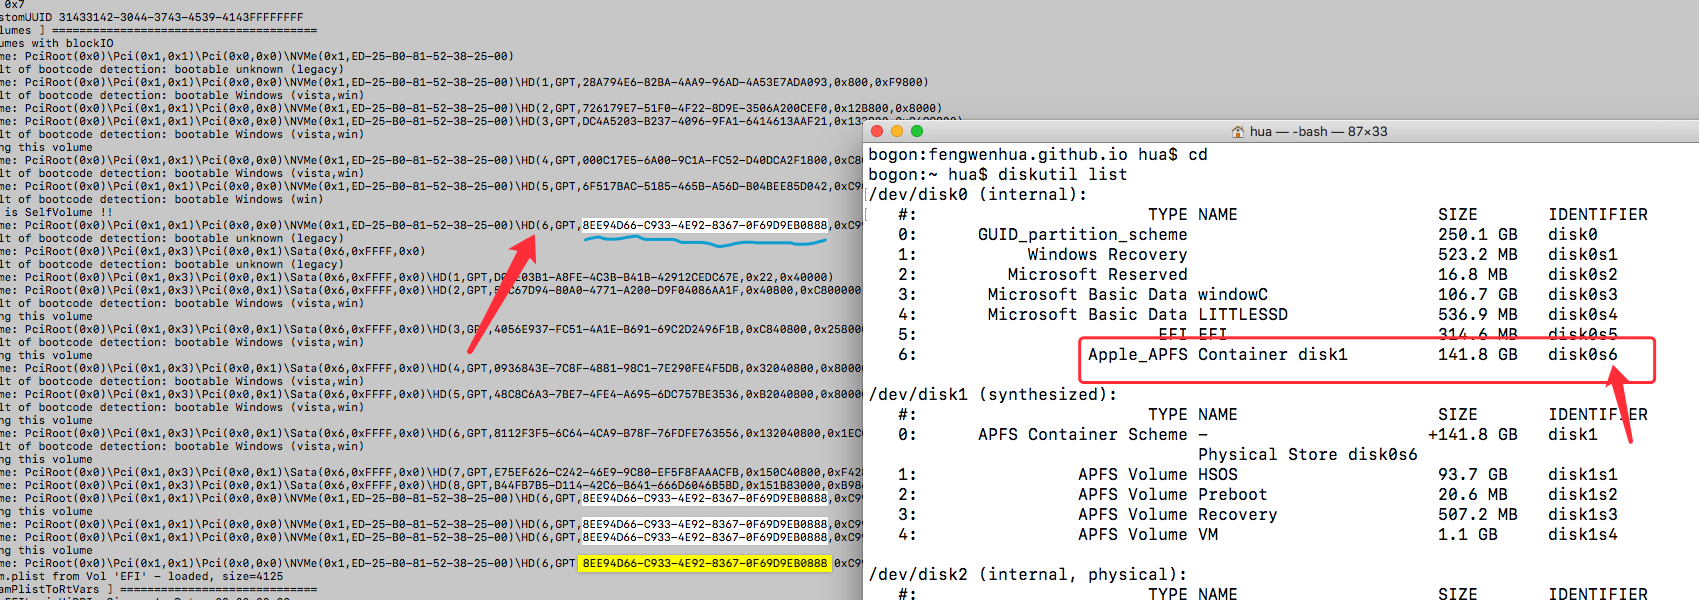 0x7
stomUUID 31433142-3044-3743-4539-4143FFFFFFFF
lumes ] =======================================
umes with blockIO
me: PciRoot(0x0)\Pci(0x1,0x1)\Pci(0x0,0x0)\NVMe(0x1,ED-25-B0-81-52-38-25-00)
lt of bootcode detection: bootable unknown (legacy)
me: PciRoot(0x0)\Pci(0x1,0x1)\Pci(0x0,0x0)\NVMe(0x1,ED-25-B0-81-52-38-25-00)\HD(1,GPT,28A794E6-82BA-4AA9-96AD-4A53E7ADA093,0x800,0xF9800)
lt of bootcode detection: bootable Windows (vista,win)
me: PciRoot(0x0)\Pci(0x1,0x1)\Pci(0x0,0x0)\NVMe(0x1,ED-25-B0-81-52-38-25-00)\HD(2,GPT,726179E7-51F0-4F22-8D9E-3506A200CEF0,0x12B800,0x8000)
me: PciRoot(0x0)\Pci(0x1,0x1)\Pci(0x0,0x0)\NVMe(0x1,ED-25-B0-81-52-38-25-00)\HD(3,GPT,DC4A5203-B237-4096-9FA1-6414613AAF21,
lt of bootcode detection: bootable Windows (vista,win)
ng this volume
me: PciRoot(0x0)\Pci(0x1,0x1)\Pci(0x0,0x0)\NVMe(0x1,ED-25-B0-81-52-38-25-00)\HD(4,GPT,000C17E5-6A00-9C1A-FC52-D40DCA2F1800,0xC80
lt of bootcode detection: bootable Windows (vista,win)
me: PciRoot(0x0)\Pci(0x1,0x1)\Pci(0x0,0x0)\NVMe(0x1,ED-25-B0-81-52-38-25-00)\HD(5,GPT,6F517BAC-5185-465B-A56D-B04BEE85D042,0xC90
lt of bootcode detection: bootable Windows (win)
is SelfVolume !!
me: PciRoot(0x0)\Pci(0x1,0x1)\Pci(0x0,0x0)\NVMe(0x1,ED-25-B0-81-52-38-25-00)\HD(6,GPT,8EE94D66-C933-4E92-8367-0F69D9EB0888,0xC99
lt of bootcode detection: bootable unknown (legacy)
me: PciRoot(0x0)\Pci(0x1,0x3)\Pci(0x0,0x1)\Sata(0x6,0xFFFF,0x0)
lt of bootcode detection: bootable unknown (legacy)
me: PciRoot(0x0)\Pci(0x1,0x3)\Pci(0x0,0x1)\Sata(0x6,0xFFFF,0x0)\HD(1,GPT,
me: PciRoot(0x0)\Pci(0x1,0x3)\Pci(0x0,0x1)\Sata(0x6,0xFFFF,0x0)\HD(2,GPT,
lt of bootcode detection: bootable Windows (vista,win)
ng this volume
me: PciRoot(0x0)\Pci(0x1,0x3)\Pci(0x0,0x1)\Sata(0x6,0xFFFF,0x0)\HD(3,GPT,4056E937-FC51-4A1E-B691-69C2D2496F1B,0xC840800,0x258000
lt of bootcode detection: bootable Windows (vista,win)
ng this volume
me: PciRoot(0x0)\Pci(0x1,0x3)\Pci(0x0,0x1)\Sata(0x6,0xFFFF,0x0)\HD(4,GPT,0936843E-7C8F-4881-98C1-7E290FE4F5DB,0x32040800,0x80000
lt of bootcode detection: bootable Windows (vista,win)
me: PciRoot(0x0)\Pci(0x1,0x3)\Pci(0x0,0x1)\Sata(0x6,0xFFFF,0x0)\HD(5,GPT,48C8C6A3-7BE7-4FE4-A695-6DC757BE3536,0xB2040800,0x80000
lt of bootcode detection: bootable Windows (vista,win)
ng this volume
me: PciRoot(0x0)\Pci(0x1,0x3)\Pci(0x0,0x1)\Sata(0x6,0xFFFF,0x0)\HD(6,GPT,8112F3F5-6C64-4CA9-B78F-76FDFE763556,0x132040800,0x1EC
lt of bootcode detection: bootable Windows (vista,win)
ng this volume
me: PciRoot(0x0)\Pci(0x1,0x3)\Pci(0x0,0x1)\Sata(0x6,0xFFFF,0x0)\HD(7,GPT,E75EF626-C242-46E9-9C80-EF5F8FAAACFB,0x150C40800,0xF42
me: PciRoot(0x0)\Pci(0x1,0x3)\Pci(0x0,0x1)\Sata(0x6,0xFFFF,0x0)\HD(8,GPT,B44FB7B5-D114-42C6-B641-666D6046B5BD,0x151B83000,0xB98
me: PciRoot(0x0)\Pci(0x1,0x1)\Pci(0x0,0x0)\NVMe(0x1,ED-25-B0-81-52-38-25-00)\HD(6,GPT,8EE94D66-C933-4E92-8367-0F69D9EB0888,0xC99
ng this volume
me: PciRoot(0x0)\Pci(0x1,0x1)\Pci(0x0,0x0)\NVMe(0x1,ED-25-B0-81-52-38-25-00)\HD(6,GPT,8EE94D66-C933-4E92-8367-0F69D9EB0888,0xC99
me: PciRoot(0x0)\Pci(0x1,0x1)\Pci(0x0,0x0)\NVMe(0x1,ED-25-B0-81-52-38-25-00)\HD(6,GPT,8EE94D66-C933-4E92-8367-0F69D9EB0888,0xC99
ng this volume
me: PciRoot(0x0)\Pci(0x1,0x1)\Pci(0x0,0x0)\NVMe(0x1,ED-25-B0-81-52-38-25-00)\HD(6,GPT 8EE94D66-C933-4E92-8367-0F69D9EB0888 0xC99
m.plist from Vol 'EFI' - loaded, size=4125
amPlistToRtVars ] =============================
hua — -bash — 87×33
bogon:fengwenhua.github.io hua$ cd
bogon:~ hua$ diskutil list
/dev/disk0 (internal):
#: TYPE NAME SIZE IDENTIFIER
0: GUID_partition_scheme 250.1 GB disk0
1: Windows Recovery 523.2 MB disk0s1
2: Microsoft Reserved 16.8 MB disk0s2
3: Microsoft Basic Data windowC 106.7 GB disk0s3
4: Microsoft Basic Data LITTLESSD 536.9 MB disk0s4
5: EFI EFI 314.6 MB disk0s5
6: Apple_APFS Container disk1 141.8 GB disk0s6
/dev/disk1 (synthesized):
#: TYPE NAME SIZE IDENTIFIER
0: APFS Container Scheme - +141.8 GB disk1
Physical Store disk0s6
1: APFS Volume HSOS 93.7 GB disk1s1
2: APFS Volume Preboot 20.6 MB disk1s2
3: APFS Volume Recovery 507.2 MB disk1s3
4: APFS Volume VM 1.1 GB disk1s4
/dev/disk2 (internal, physical):
#: TYPE NAME SIZE IDENTIFIER